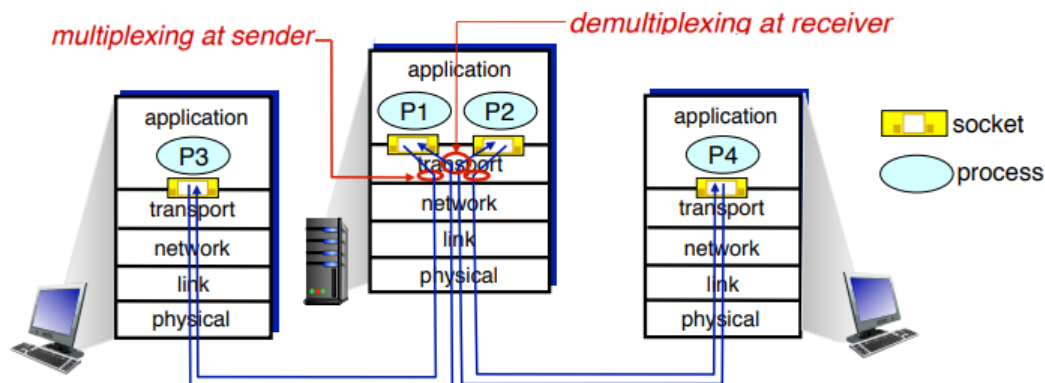 multiplexing at sender
demultiplexing at receiver
application
P1
P2
transport
network
link
physical
application
P3
transport
network
link
physical
application
P4
transport
network
link
physical
socket
process